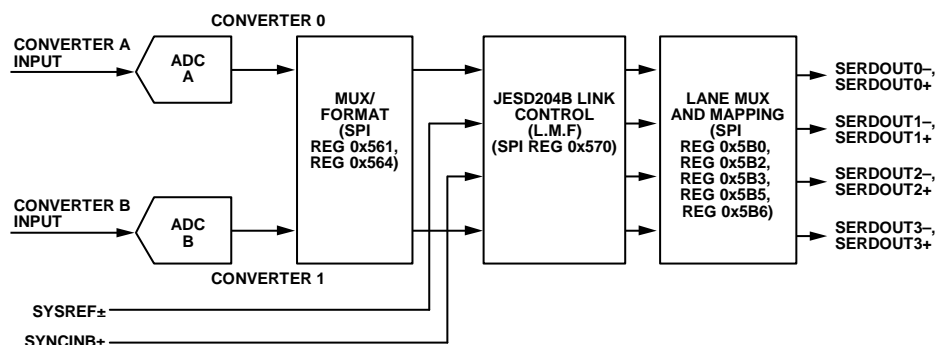 CONVERTER 0
CONVERTER A
INPUT
ADC
A
MUX/
FORMAT
(SPI
REG 0x561,
REG 0x564)
JESD204B LINK
CONTROL
(L.M.F)
(SPI REG 0x570)
LANE MUX
AND MAPPING
(SPI
REG 0x5B0,
REG 0x5B2,
REG 0x5B3,
REG 0x5B5,
REG 0x5B6)
SERDOUT0–,
SERDOUT0+
SERDOUT1–,
SERDOUT1+
SERDOUT2–,
SERDOUT2+
SERDOUT3–,
SERDOUT3+
CONVERTER B
INPUT
ADC
B
CONVERTER 1
SYSREF±
SYNCINB±